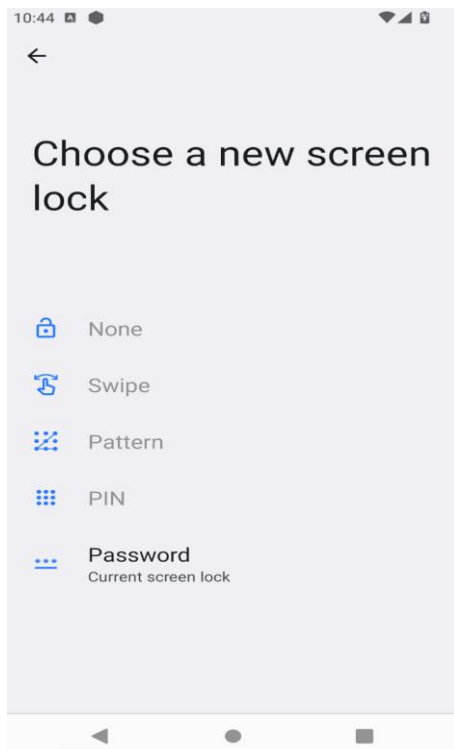 10:44
Choose a new screen
lock
None
Swipe
Pattern
PIN
Password
Current screen lock